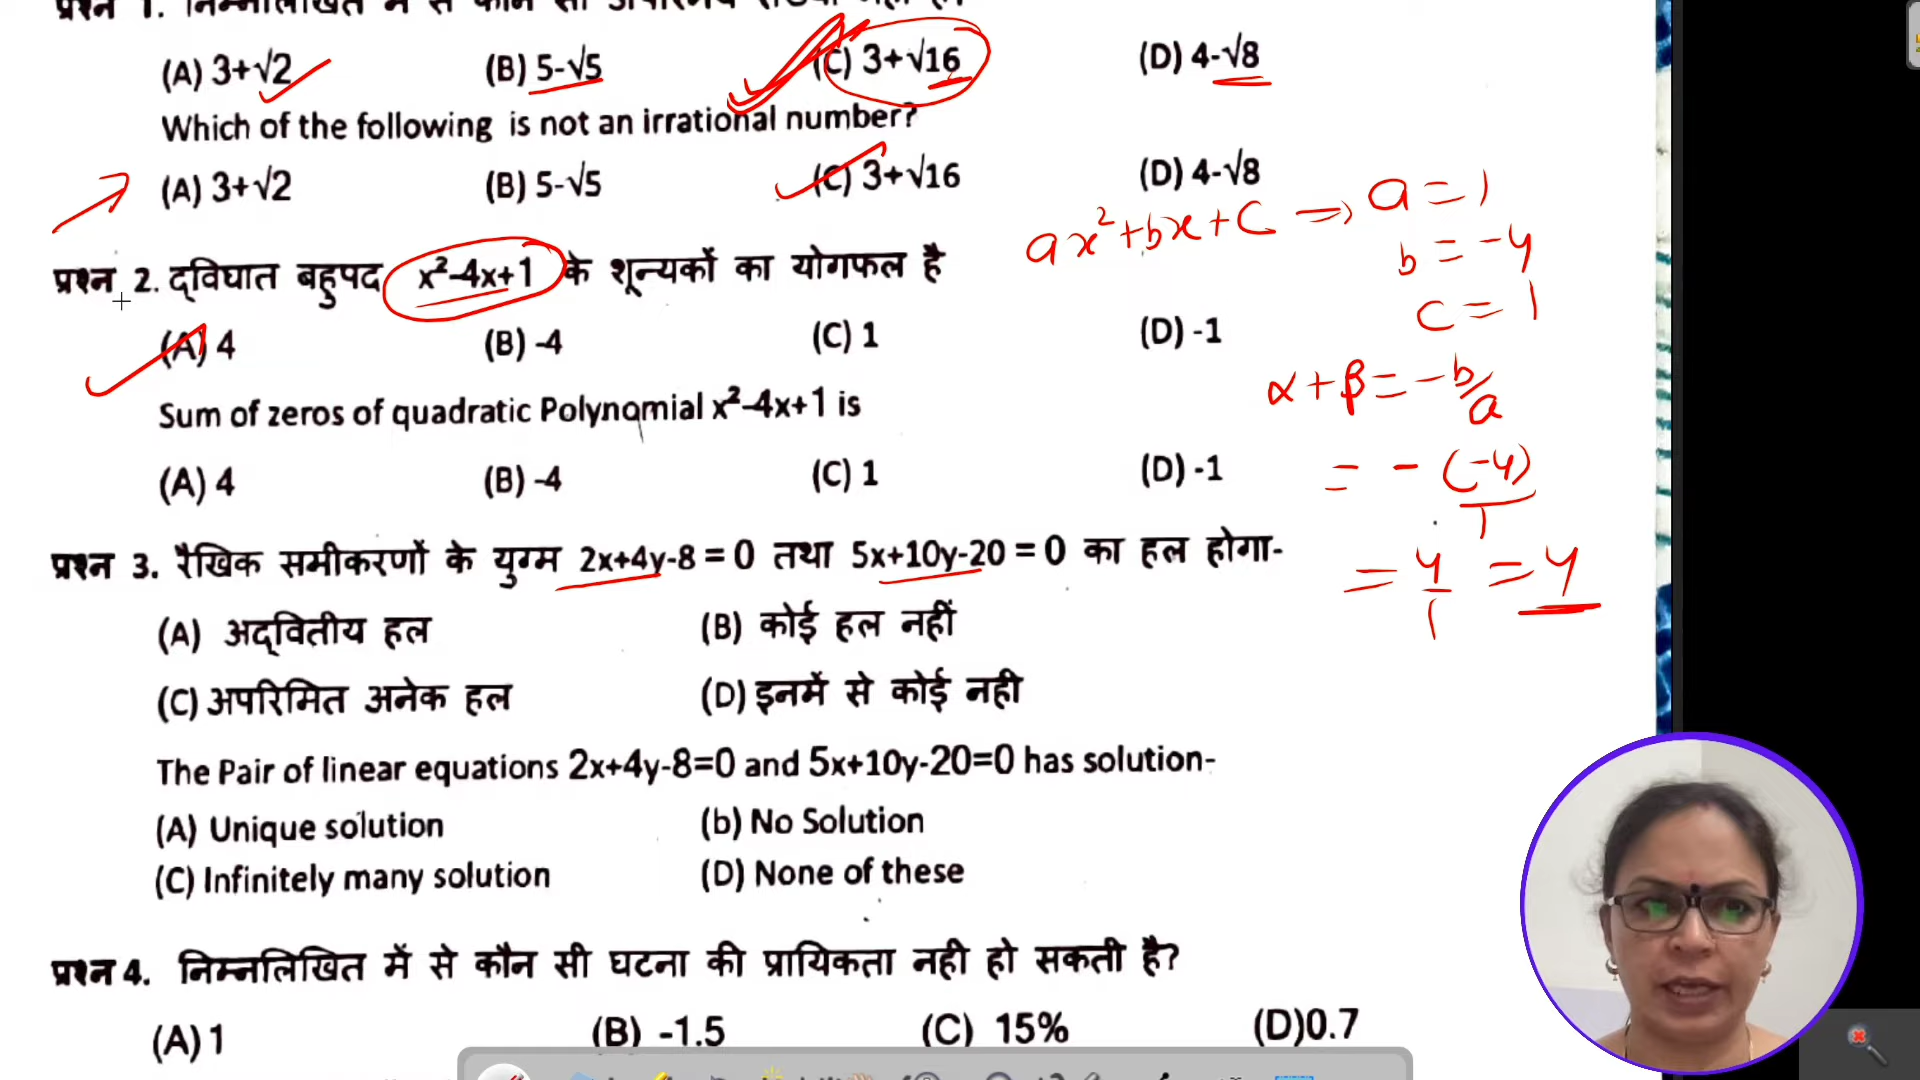 प्रश्न 1. निम्नलिखित में से कौन सी अपरिमेय संख्या नहीं है?
(A) 3+√2 (B) 5-√5 (C) 3+√16 (D) 4-√8
Which of the following is not an irrational number?
(A) 3+√2 (B) 5-√5 (C) 3+√16 (D) 4-√8
प्रश्न 2. द्विघात बहुपद x²-4x+1 के शून्यकों का योगफल है
(A) 4 (B) -4 (C) 1 (D) -1
Sum of zeros of quadratic Polynomial x²-4x+1 is
(A) 4 (B) -4 (C) 1 (D) -1
प्रश्न 3. रैखिक समीकरणों के युग्म 2x+4y-8 = 0 तथा 5x+10y-20 = 0 का हल होगा-
(A) अद्वितीय हल (B) कोई हल नहीं
(C) अपरिमित अनेक हल (D) इनमें से कोई नही
The Pair of linear equations 2x+4y-8=0 and 5x+10y-20=0 has solution-
(A) Unique solution (b) No Solution
(C) Infinitely many solution (D) None of these
प्रश्न 4. निम्नलिखित में से कौन सी घटना की प्रायिकता नही हो सकती है?
(A) 1 (B) -1.5 (C) 15% (D)0.7
ax²+bx+c ⇒ a = 1
b = -4
c = 1
α+β = -b/a
= -(-4)/1
= 4/1 = 4